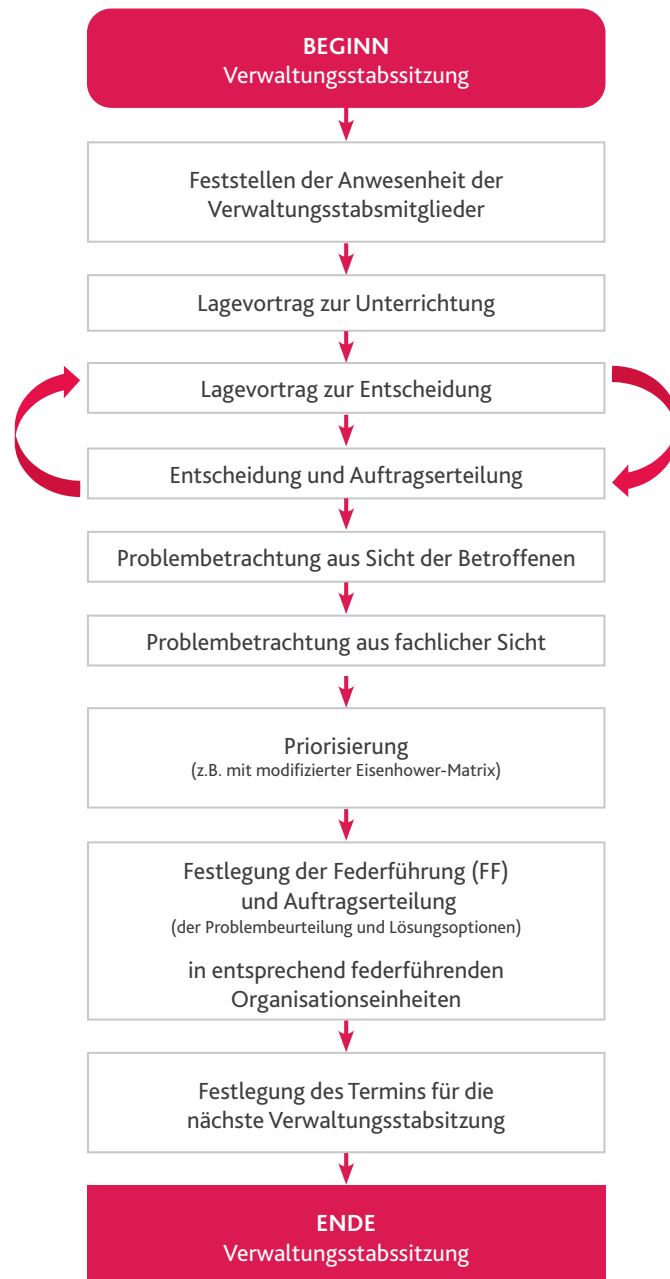 BEGINN
Verwaltungsstabssitzung
Feststellen der Anwesenheit der
Verwaltungsstabsmitglieder
Lagevortrag zur Unterrichtung
Lagevortrag zur Entscheidung
Entscheidung und Auftragserteilung
Problembetrachtung aus Sicht der Betroffenen
Problembetrachtung aus fachlicher Sicht
Priorisierung
(z.B. mit modifizierter Eisenhower-Matrix)
Festlegung der Federführung (FF)
und Auftragserteilung
(der Problembeurteilung und Lösungsoptionen)
in entsprechend federführenden
Organisationseinheiten
Festlegung des Termins für die
nächste Verwaltungsstabsitzung
ENDE
Verwaltungsstabssitzung